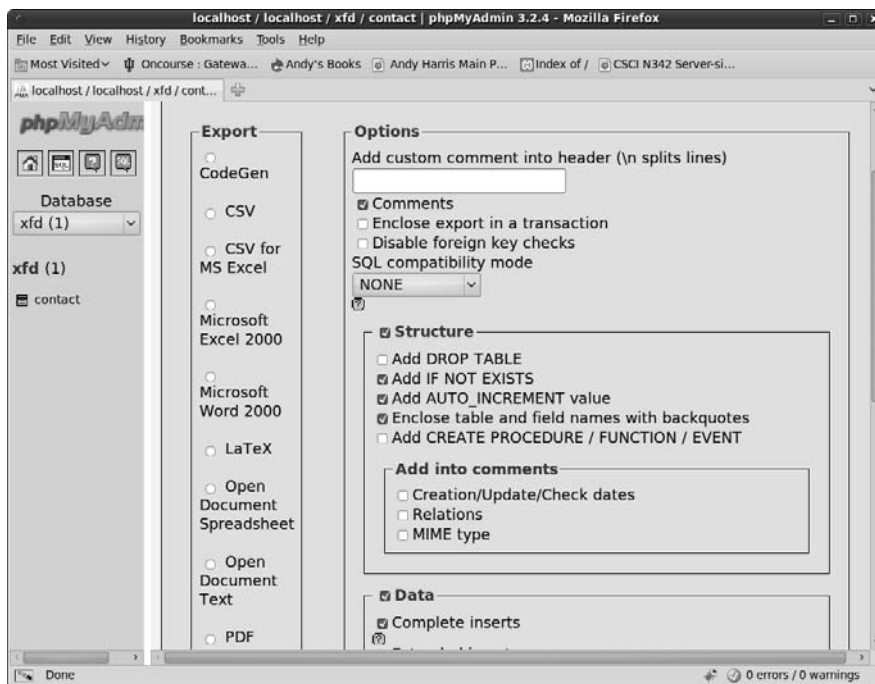 localhost / localhost / xfd / contact | phpMyAdmin 3.2.4 - Mozilla Firefox
File Edit View History Bookmarks Tools Help
Most Visited Oncourse : Gatewa... Andy's Books Andy Harris Main P... Index of / CSCI N342 Server-si...
localhost / localhost / xfd / cont...
phpMyAdm
Database
xfd (1)
xfd (1)
contact
Export
CodeGen
CSV
CSV for
MS Excel
Microsoft
Excel 2000
Microsoft
Word 2000
LaTeX
Open
Document
Spreadsheet
Open
Document
Text
PDF
Options
Add custom comment into header (\n splits lines)
Comments
Enclose export in a transaction
Disable foreign key checks
SQL compatibility mode
NONE
Structure
Add DROP TABLE
Add IF NOT EXISTS
Add AUTO_INCREMENT value
Enclose table and field names with backquotes
Add CREATE PROCEDURE / FUNCTION / EVENT
Add into comments
Creation/Update/Check dates
Relations
MIME type
Data
Complete inserts
Done
0 errors / 0 warnings